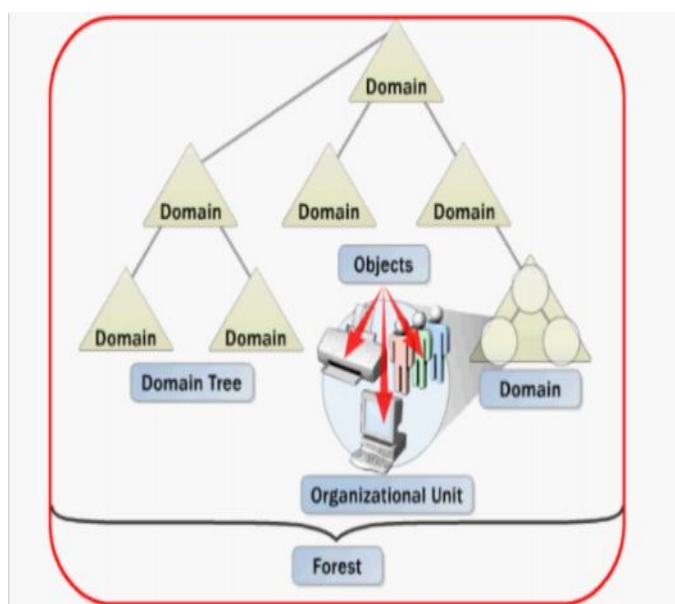 Domain
Domain
Domain
Domain
Objects
Domain
Domain
Domain Tree
Domain
Organizational Unit
Forest